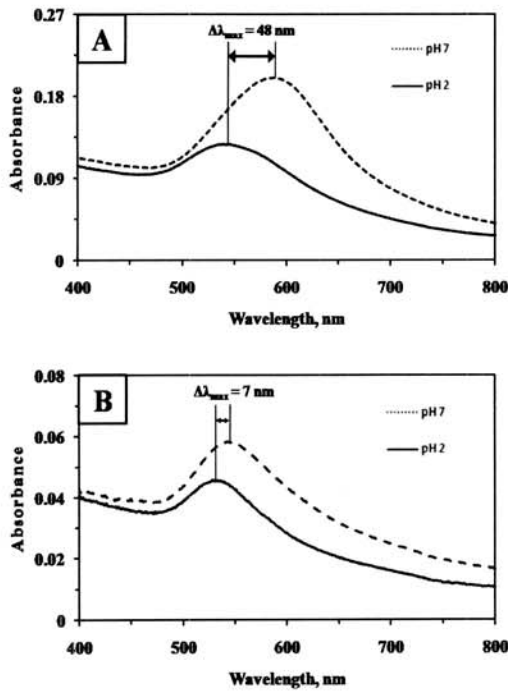 A
Δλmax = 48 nm
pH 7
pH 2
0.27
0.18
0.09
0
Absorbance
400
500
600
700
800
Wavelength, nm
B
Δλmax = 7 nm
pH 7
pH 2
0.08
0.06
0.04
0.02
0
Absorbance
400
500
600
700
800
Wavelength, nm